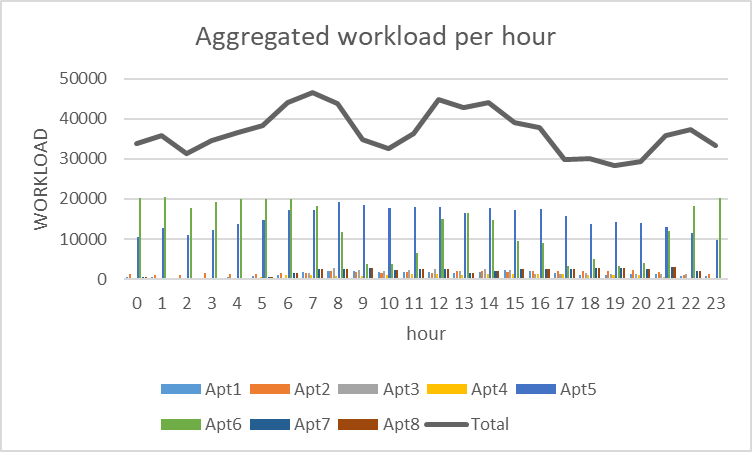 Aggregated workload per hour
50000
40000
30000
20000
10000
0
WORKLOAD
0 1 2 3 4 5 6 7 8 9 10 11 12 13 14 15 16 17 18 19 20 21 22 23
hour
Apt1 Apt2 Apt3 Apt4 Apt5
Apt6 Apt7 Apt8 Total